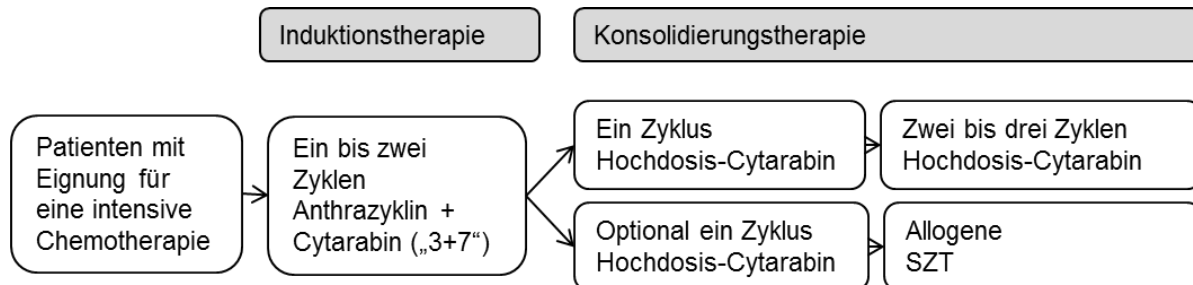 Induktionstherapie
Konsolidierungstherapie
Patienten mit
Eignung für
eine intensive
Chemotherapie
Ein bis zwei
Zyklen
Anthrazyklin +
Cytarabin („3+7“)
Ein Zyklus
Hochdosis-Cytarabin
Zwei bis drei Zyklen
Hochdosis-Cytarabin
Optional ein Zyklus
Hochdosis-Cytarabin
Allogene
SZT